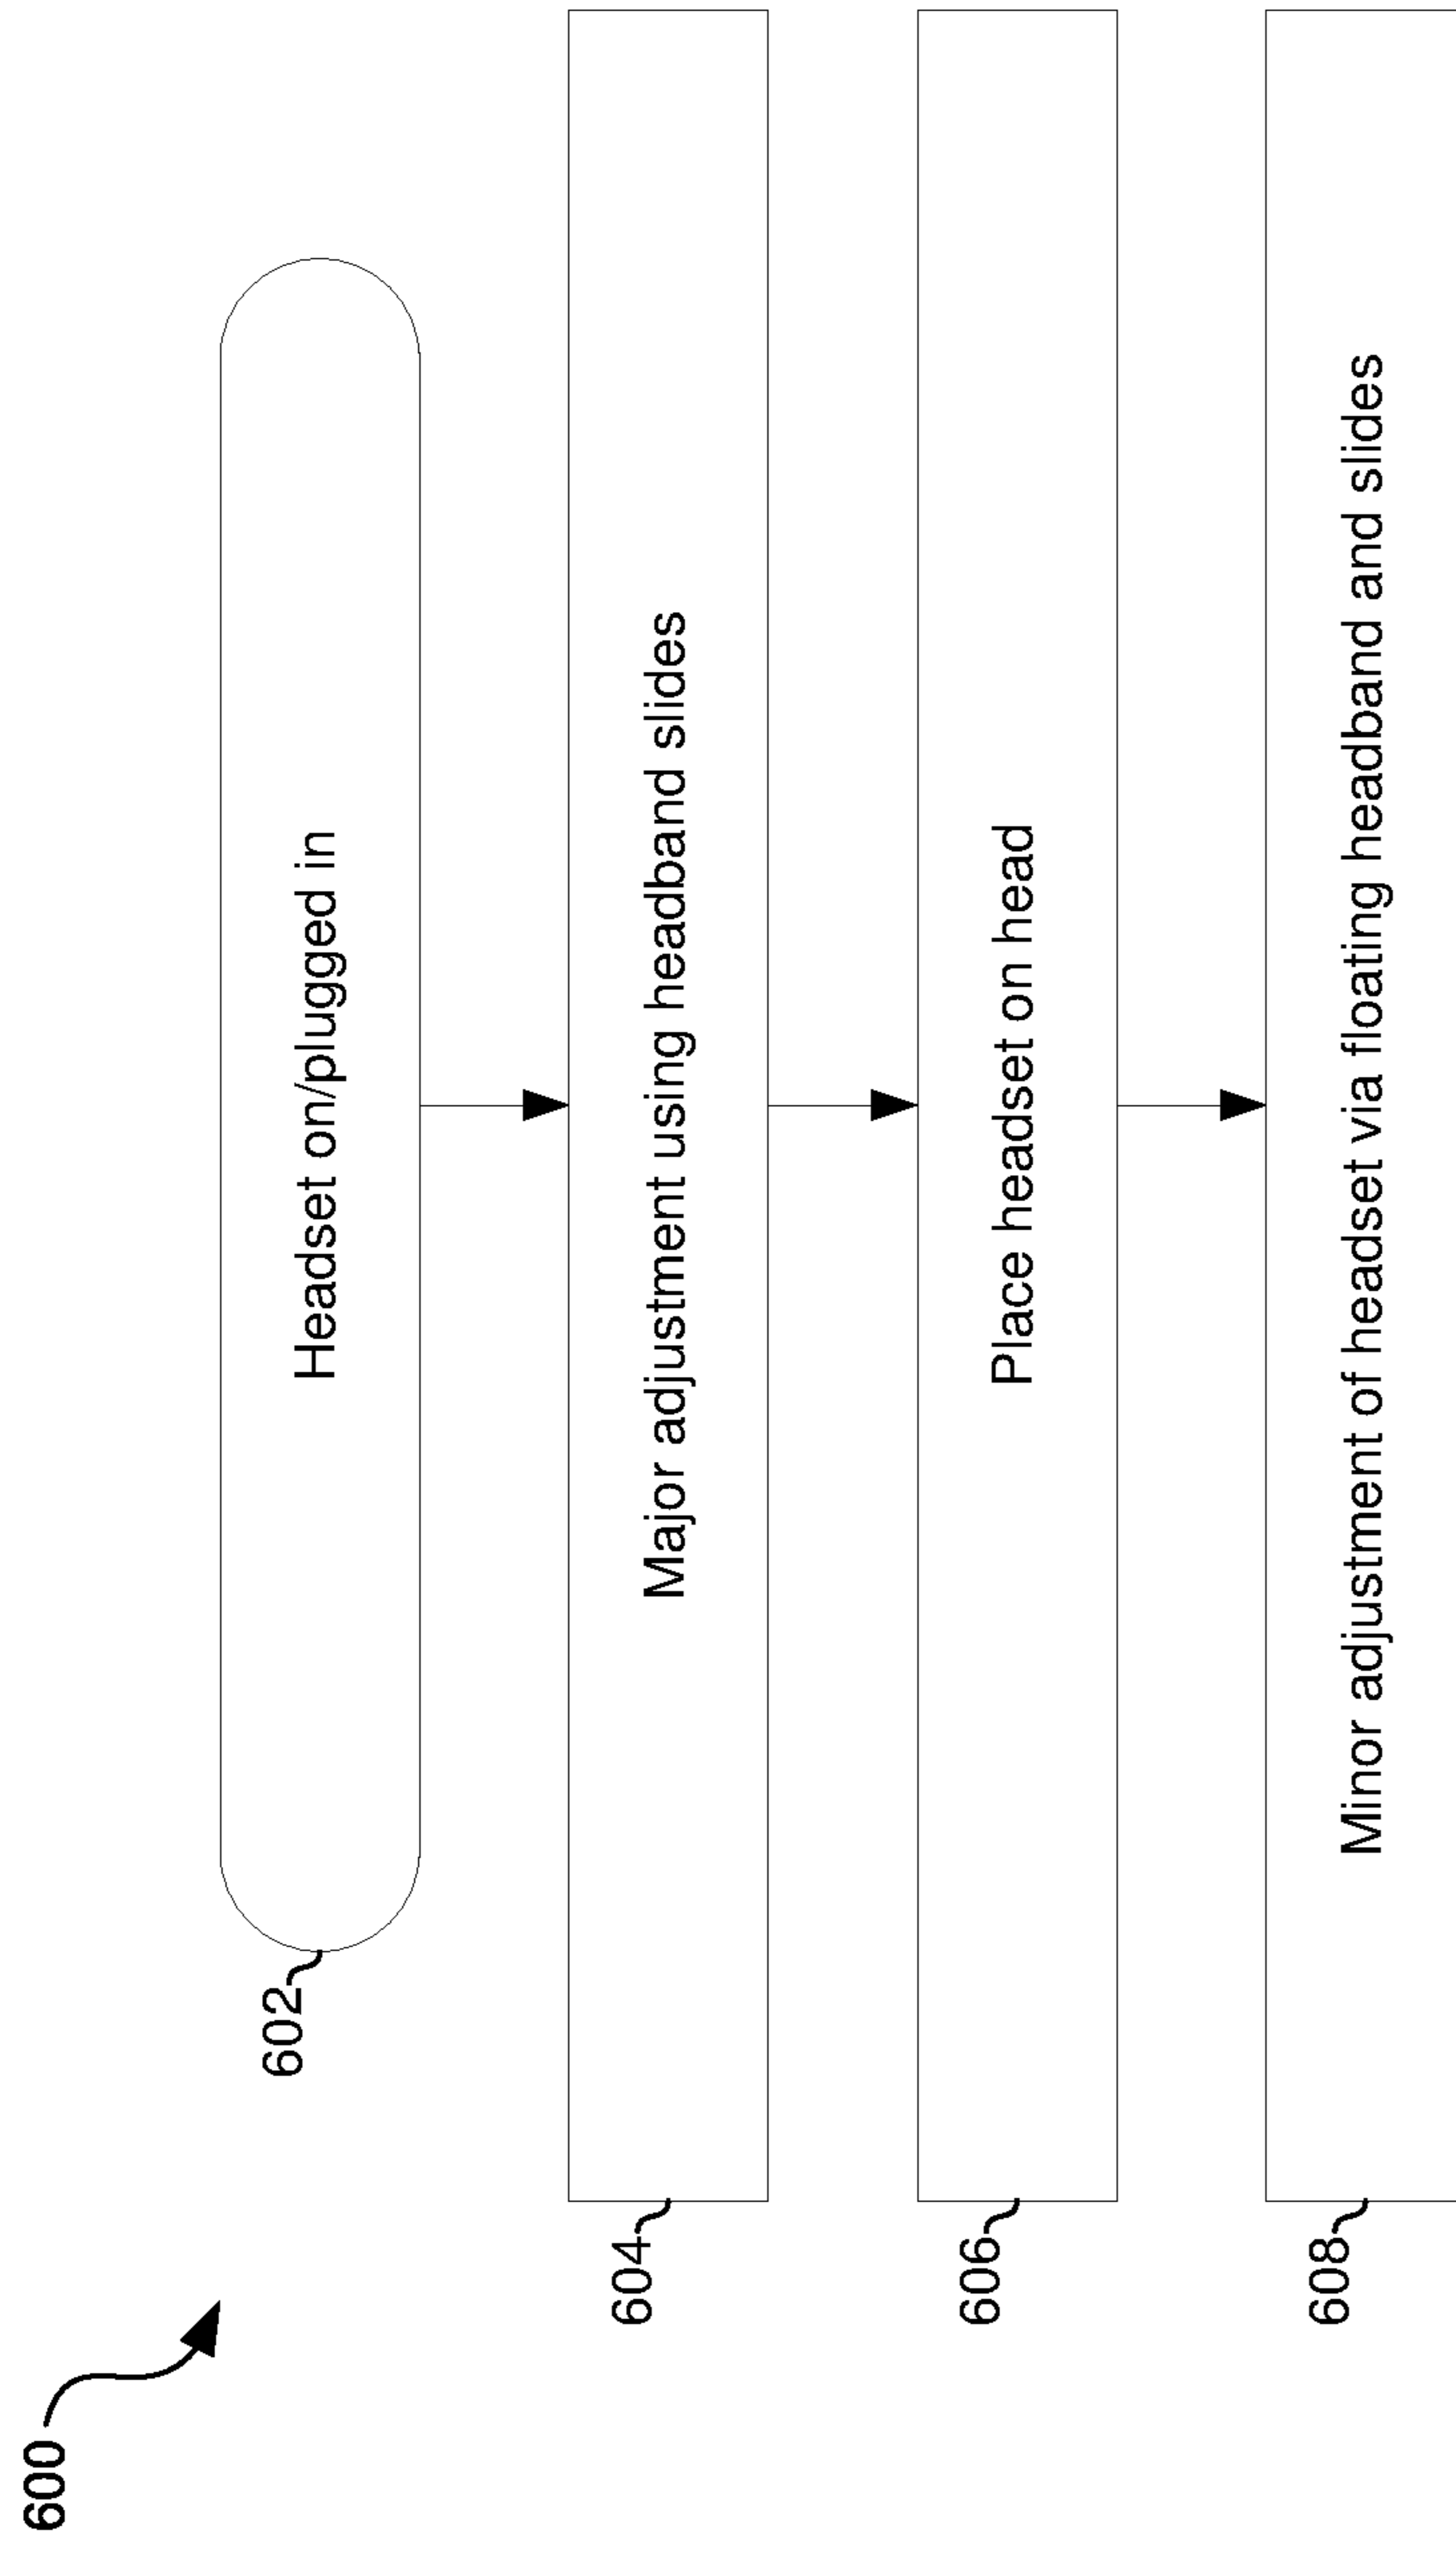 600
602
Headset on/plugged in
604
Major adjustment using headband slides
606
Place headset on head
608
Minor adjustment of headset via floating headband and slides